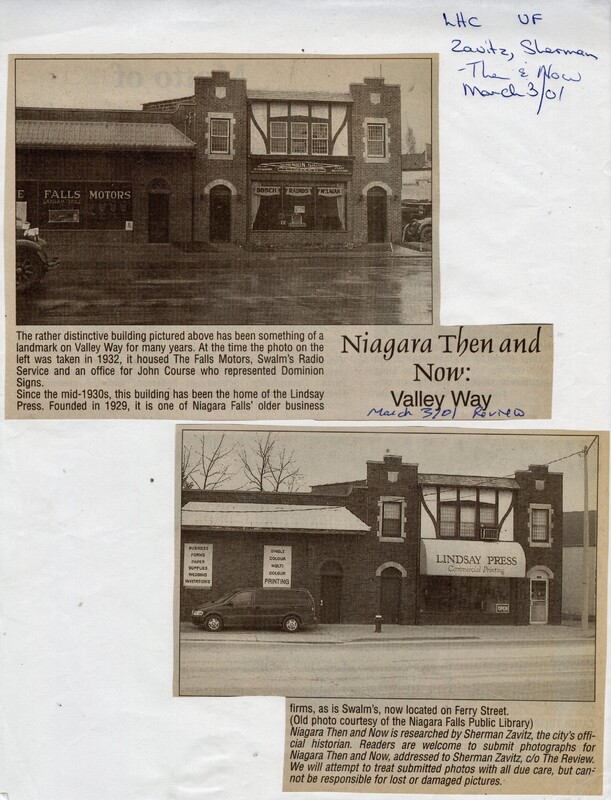 LHC UF
Zavitz, Sherman
- Then & Now
March 3/01
E FALLS MOTORS
BOSCH RADIOS
The rather distinctive building pictured above has been something of a
landmark on Valley Way for many years. At the time the photo on the
left was taken in 1932, it housed The Falls Motors, Swalm's Radio
Service and an office for John Course who represented Dominion
Signs.
Since the mid-1930s, this building has been the home of the Lindsay
Press. Founded in 1929, it is one of Niagara Falls' older business
Niagara Then and
Now:
Valley Way
March 3/01 Review
BUSINESS
FORMS
PAPER
SUPPLIES
WEDDING
INVITATIONS
SINGLE
COLOUR
MULTI
COLOUR
PRINTING
LINDSAY PRESS
Commercial Printing
OPEN
firms, as is Swalm's, now located on Ferry Street.
(Old photo courtesy of the Niagara Falls Public Library)
Niagara Then and Now is researched by Sherman Zavitz, the city's offi-
cial historian. Readers are welcome to submit photographs for
Niagara Then and Now, addressed to Sherman Zavitz, c/o The Review.
We will attempt to treat submitted photos with all due care, but can-
not be responsible for lost or damaged pictures.